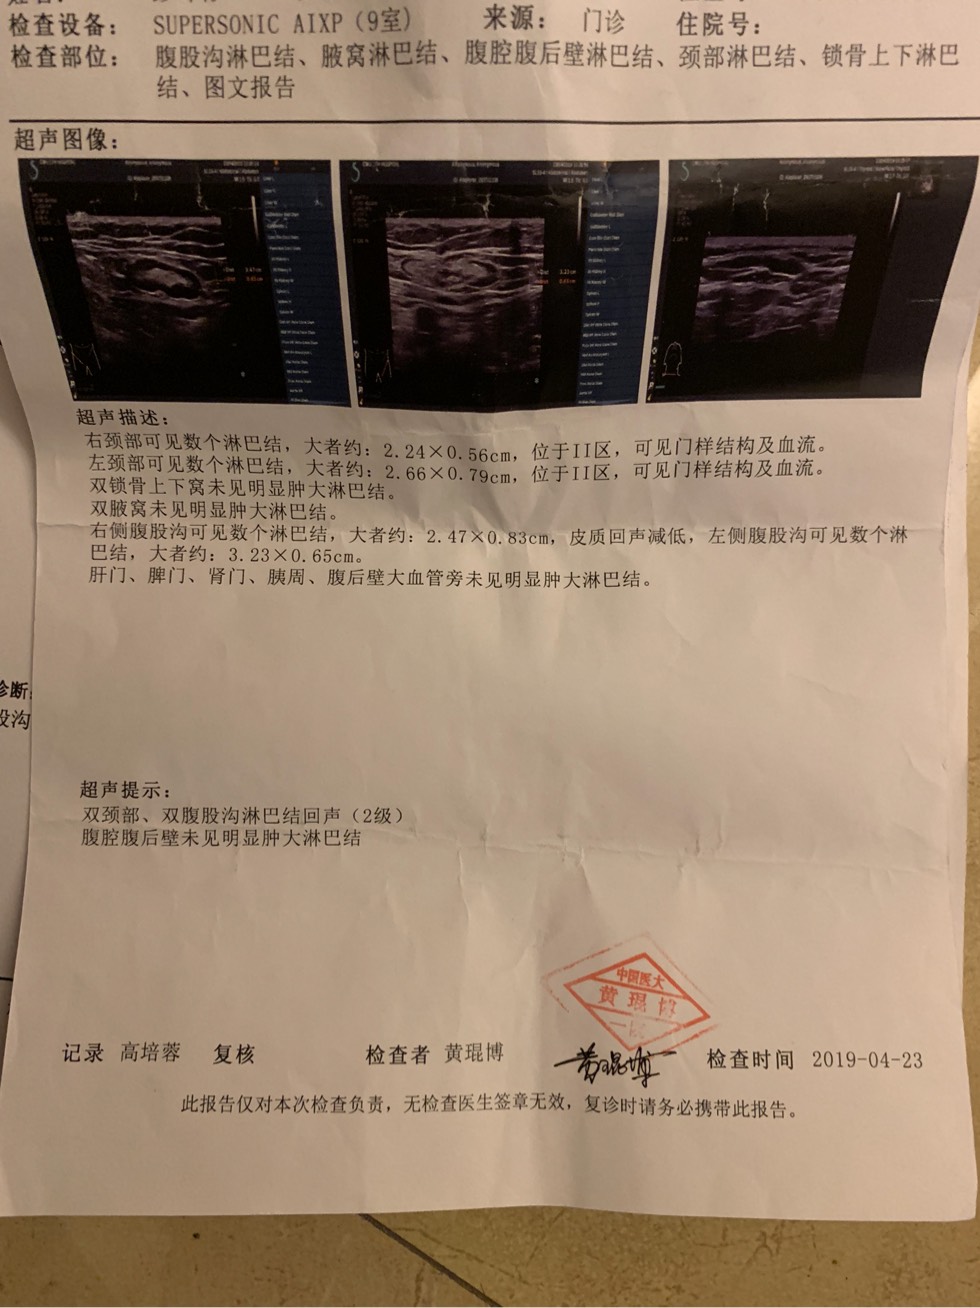 检查设备: SUPERSONIC AIXP（9室） 来源: 门诊 住院号:
检查部位: 腹股沟淋巴结、腋窝淋巴结、腹腔腹后壁淋巴结、颈部淋巴结、锁骨上下淋巴
结、图文报告
超声图像:
超声描述:
右颈部可见数个淋巴结，大者约：2.24×0.56cm，位于II区，可见门样结构及血流。
左颈部可见数个淋巴结，大者约：2.66×0.79cm，位于II区，可见门样结构及血流。
双锁骨上下窝未见明显肿大淋巴结。
双腋窝未见明显肿大淋巴结。
右侧腹股沟可见数个淋巴结，大者约：2.47×0.83cm，皮质回声减低，左侧腹股沟可见数个淋
巴结，大者约：3.23×0.65cm。
肝门、脾门、肾门、胰周、腹后壁大血管旁未见明显肿大淋巴结。
诊断:
股沟
超声提示:
双颈部、双腹股沟淋巴结回声（2级）
腹腔腹后壁未见明显肿大淋巴结
中国医大
黄琨博
一院
记录 高培蓉 复核 检查者 黄琨博 黄琨博 检查时间 2019-04-23
此报告仅对本次检查负责，无检查医生签章无效，复诊时请务必携带此报告。